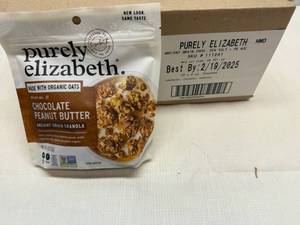 NEW LOOK, SAME TASTE
purely
elizabeth.
MADE WITH ORGANIC OATS
CHOCOLATE
PEANUT BUTTER
ANCIENT GRAIN GRANOLA
PURELY ELIZABETH
Best By: 2/19/2025